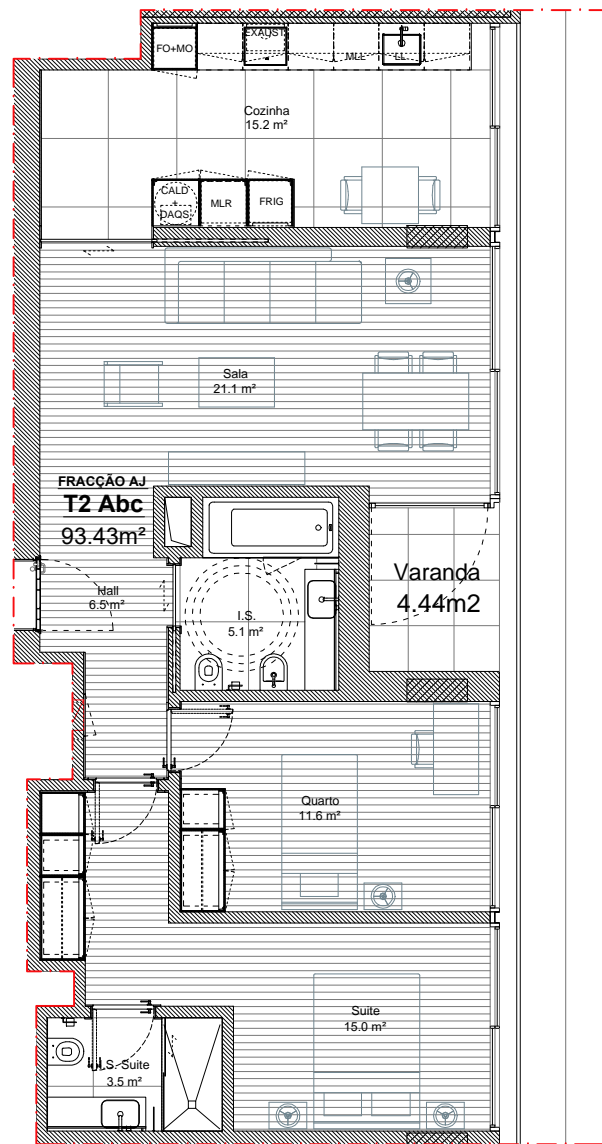 FO+MO
EXAUST
MLL
LL
Cozinha
15.2 m²
CALD
+
DAQS
MLR
FRIG
Sala
21.1 m²
FRACÇÃO AJ
T2 Abc
93.43m²
Hall
6.5 m²
I.S.
5.1 m²
Varanda
4.44m2
Quarto
11.6 m²
Suite
15.0 m²
I.S. Suite
3.5 m²